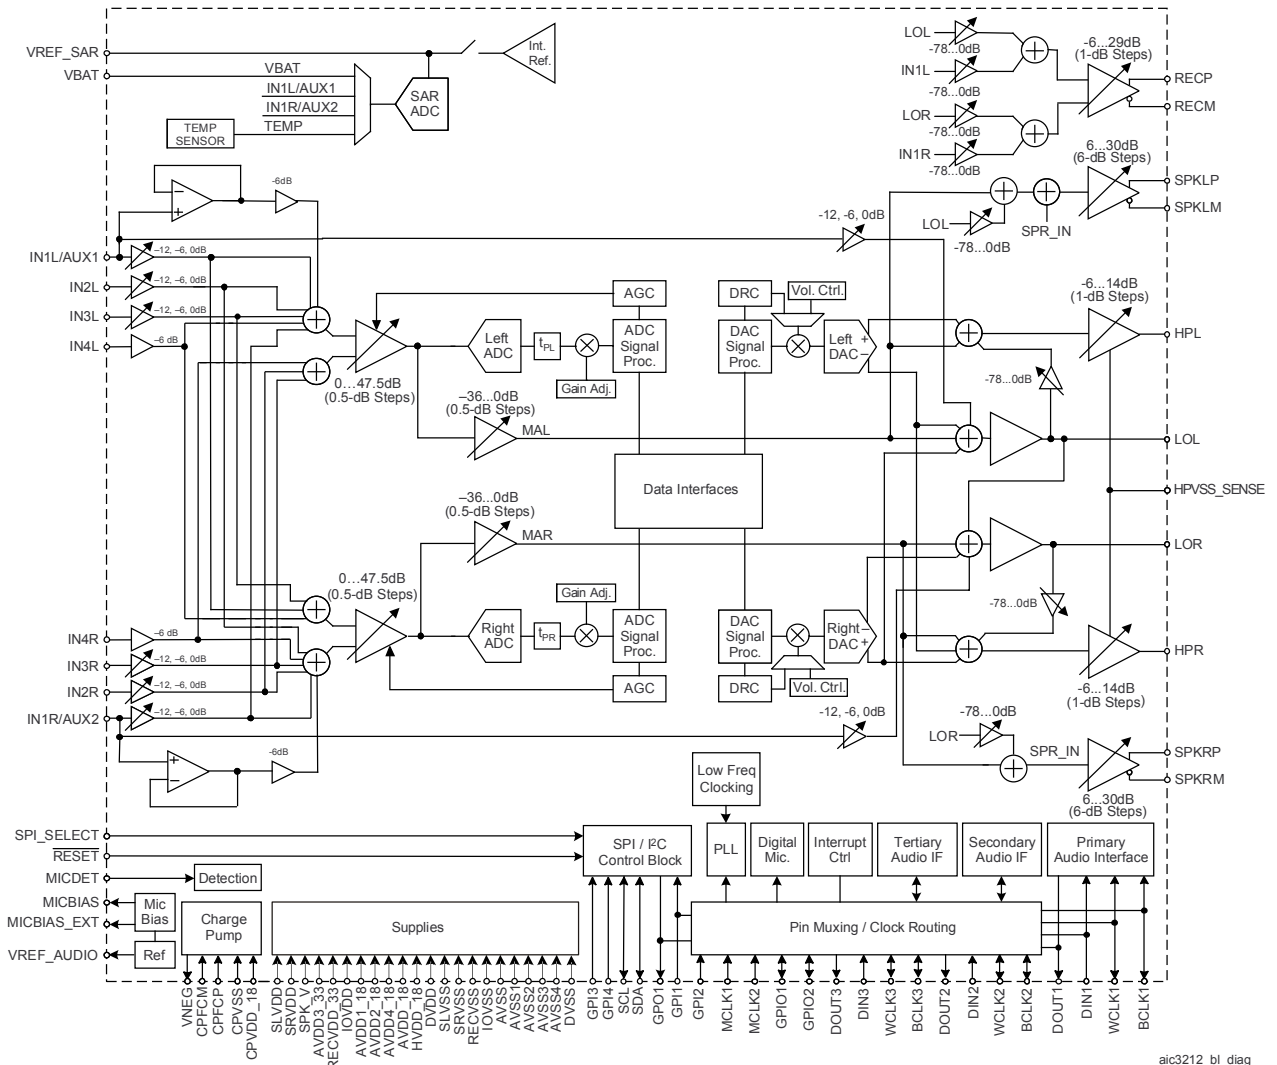 VREF_SAR
VBAT
Int.
Ref.
VBAT
IN1L/AUX1
IN1R/AUX2
TEMP
SAR
ADC
TEMP
SENSOR
LOL
-78...0dB
IN1L
-78...0dB
LOR
-78...0dB
IN1R
-78...0dB
-6...29dB
(1-dB Steps)
RECP
RECM
6...30dB
(6-dB Steps)
SPKLP
SPKLM
LOL
-78...0dB
SPR_IN
-6dB
-12, -6, 0dB
IN1L/AUX1
–12, –6, 0dB
IN2L
–12, –6, 0dB
IN3L
–12, –6, 0dB
IN4L
–6 dB
0...47.5dB
(0.5-dB Steps)
AGC
Left
ADC
tPL
Gain Adj.
ADC
Signal
Proc.
DRC
Vol. Ctrl.
DAC
Signal
Proc.
Left +
DAC –
-6...14dB
(1-dB Steps)
HPL
-78...0dB
–36...0dB
(0.5-dB Steps)
MAL
LOL
Data Interfaces
HPVSS_SENSE
–36...0dB
(0.5-dB Steps)
MAR
LOR
0...47.5dB
(0.5-dB Steps)
Gain Adj.
Right
ADC
tPR
ADC
Signal
Proc.
AGC
DAC
Signal
Proc.
DRC
Vol. Ctrl.
Right –
DAC +
-78...0dB
HPR
-6...14dB
(1-dB Steps)
IN4R
–6 dB
IN3R
–12, –6, 0dB
IN2R
–12, –6, 0dB
IN1R/AUX2
–12, –6, 0dB
-6dB
-12, -6, 0dB
-78...0dB
LOR
SPR_IN
SPKRP
SPKRM
6...30dB
(6-dB Steps)
Low Freq
Clocking
SPI_SELECT
RESET
MICDET
Detection
MICBIAS
MICBIAS_EXT
VREF_AUDIO
Mic
Bias
Ref
Charge
Pump
Supplies
SPI / I²C
Control Block
PLL
Digital
Mic.
Interrupt
Ctrl
Tertiary
Audio IF
Secondary
Audio IF
Primary
Audio Interface
Pin Muxing / Clock Routing
VNEG
CPFCM
CPFCP
CPVSS
CPVDD_18
SLVDD
SRVDD
SPK_V
AVDD3_33
RECVDD_33
IOVDD
AVDD1_18
AVDD2_18
AVDD4_18
AVDD_18
HVDD_18
DVDD
SLVSS
SRVSS
RECVSS
IOVSS
AVSS
AVSS1
AVSS2
AVSS3
AVSS4
DVSS
GPI3
GPI4
SCL
SDA
GPO1
GPI1
GPI2
MCLK1
MCLK2
GPIO1
GPIO2
DOUT3
DIN3
WCLK3
BCLK3
DOUT2
DIN2
WCLK2
BCLK2
DOUT1
DIN1
WCLK1
BCLK1
aic3212_bl_diag